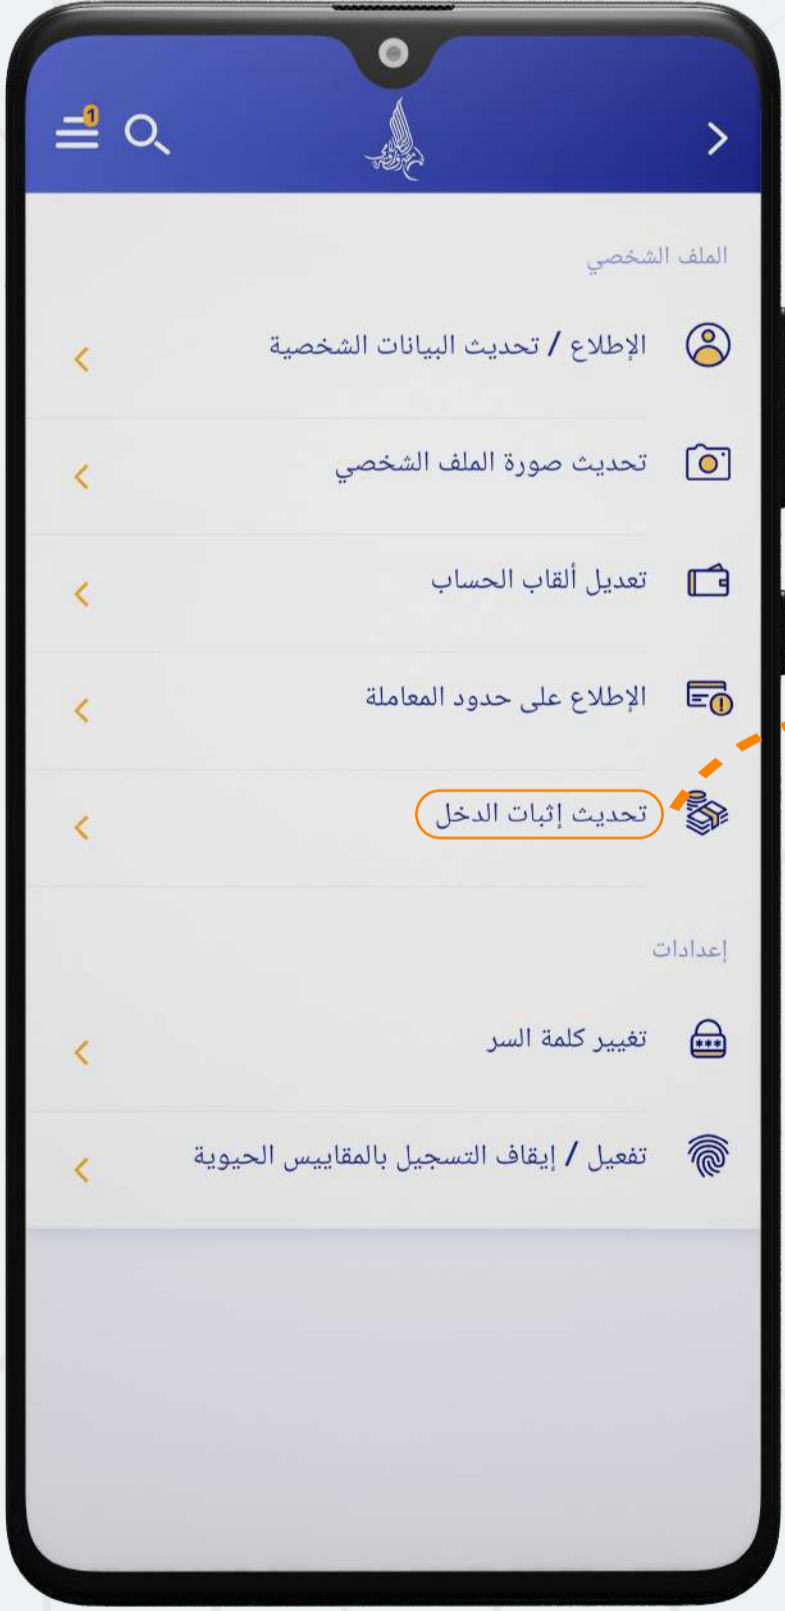 1
الملف الشخصي
الإطلاع / تحديث البيانات الشخصية
تحديث صورة الملف الشخصي
تعديل ألقاب الحساب
الإطلاع على حدود المعاملة
تحديث إثبات الدخل
إعدادات
تغيير كلمة السر
***
تفعيل / إيقاف التسجيل بالمقاييس الحيوية